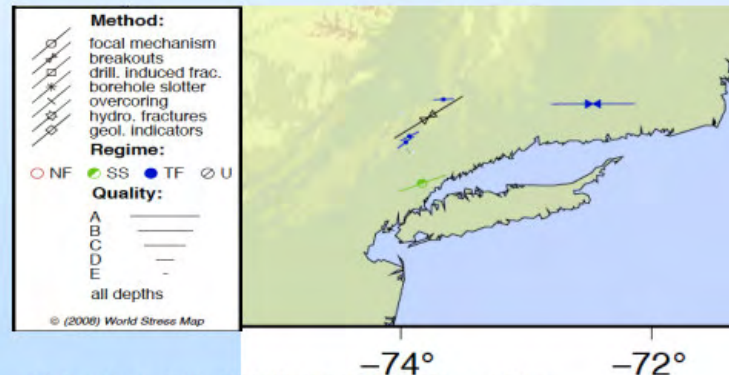 Method:
focal mechanism
breakouts
drill. induced frac.
borehole slotter
overcoring
hydro. fractures
geol. indicators
Regime:
NF SS TF U
Quality:
A
B
C
D
E
all depths
© (2008) World Stress Map
−74° −72°